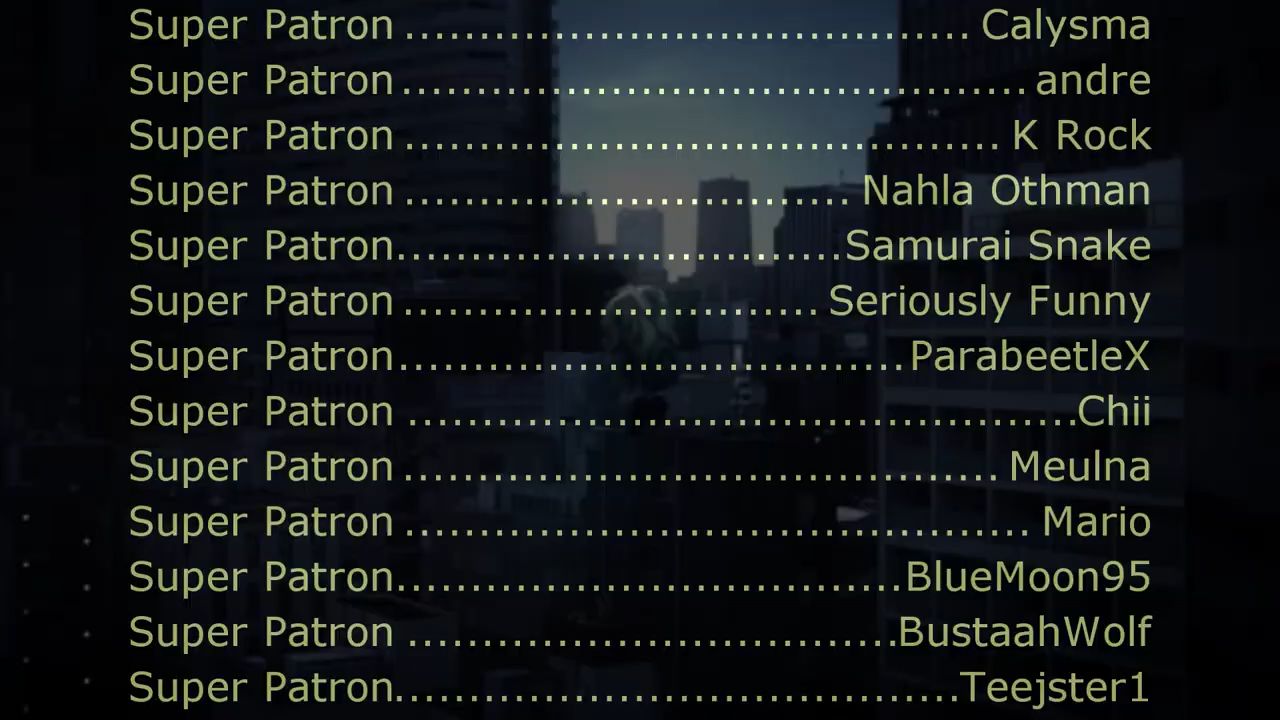 Super Patron ...................................... Calysma
Super Patron .......................................... andre
Super Patron ........................................ K Rock
Super Patron .............................. Nahla Othman
Super Patron..............................Samurai Snake
Super Patron ............................ Seriously Funny
Super Patron..................................ParabeetleX
Super Patron .............................................Chii
Super Patron ........................................ Meulna
Super Patron .......................................... Mario
Super Patron..................................BlueMoon95
Super Patron .................................BustaahWolf
Super Patron......................................Teejster1